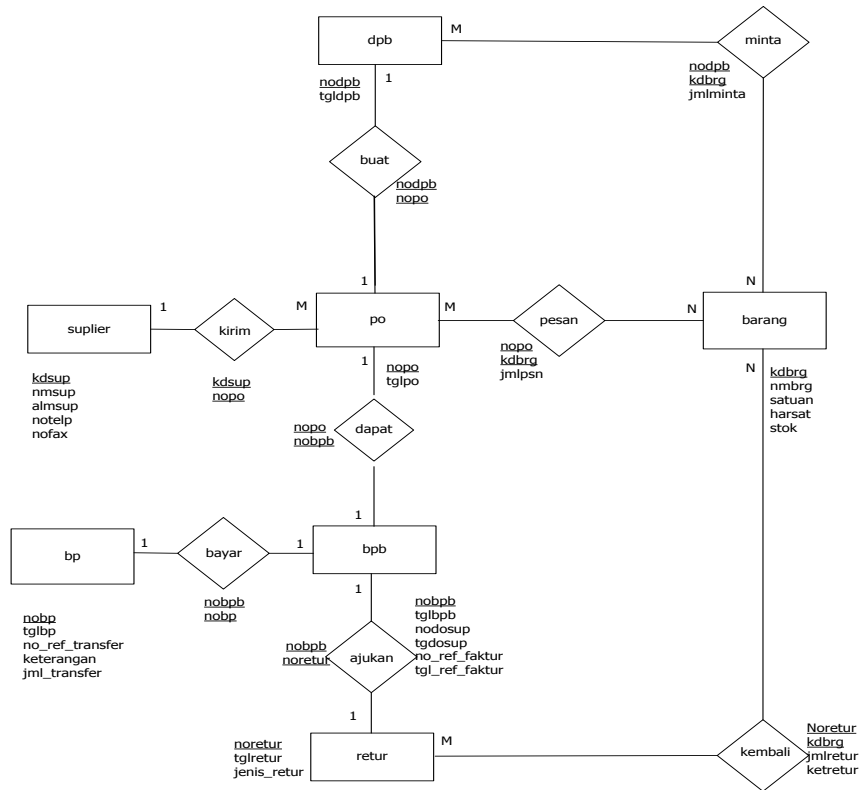 dpb
M
minta
nodpb
kdbrg
jmlminta
nodpb
tgldpb
1
buat
nodpb
nopo
1
N
suplier
1
kirim
M
po
M
pesan
N
barang
kdsup
nmsup
almsup
notelp
nofax
kdsup
nopo
1
nopo
tglpo
nopo
kdbrg
jmlpsn
N
kdbrg
nmbrg
satuan
harsat
stok
nopo
nobpb
dapat
1
bp
1
bayar
1
bpb
nobp
tglbp
no_ref_transfer
keterangan
jml_transfer
nobpb
nobp
1
nobpb
tglbpb
nodosup
tgdosup
no_ref_faktur
tgl_ref_faktur
nobpb
noretur
ajukan
1
noretur
tglretur
jenis_retur
retur
M
kembali
Noretur
kdbrg
jmlretur
ketretur